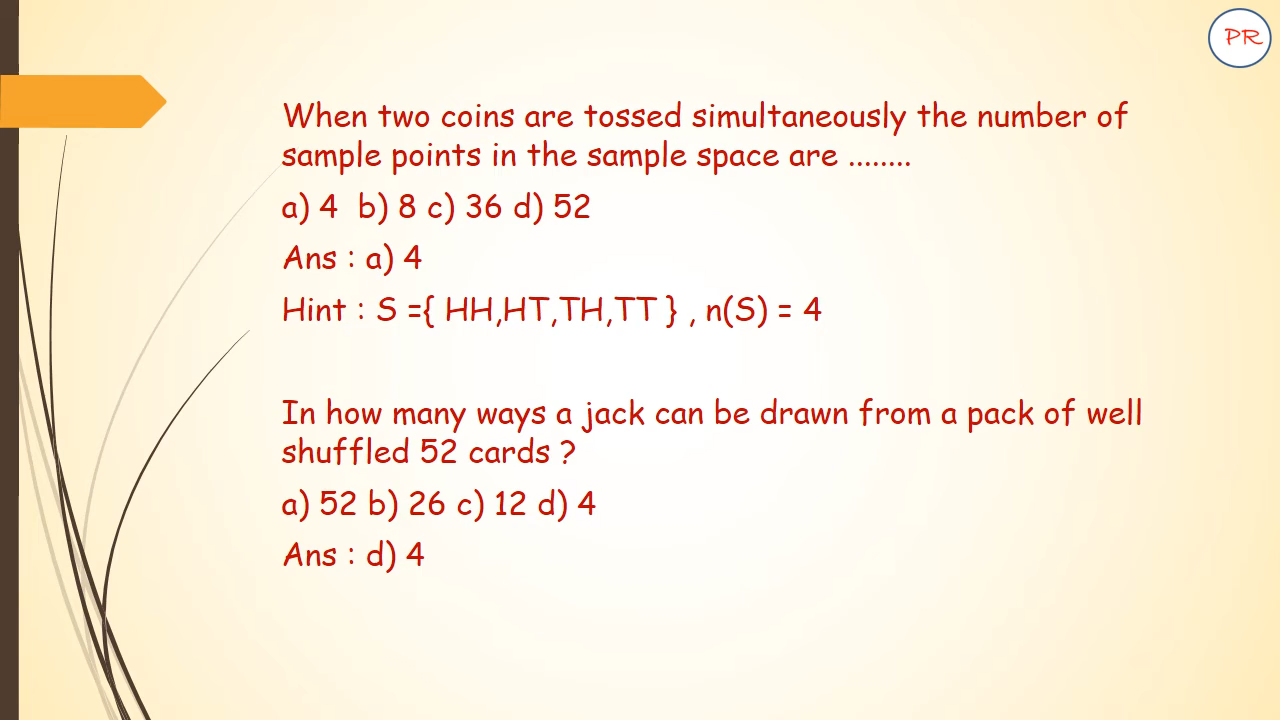 PR
When two coins are tossed simultaneously the number of
sample points in the sample space are ........
a) 4 b) 8 c) 36 d) 52
Ans : a) 4
Hint : S ={ HH,HT,TH,TT } , n(S) = 4
In how many ways a jack can be drawn from a pack of well
shuffled 52 cards ?
a) 52 b) 26 c) 12 d) 4
Ans : d) 4